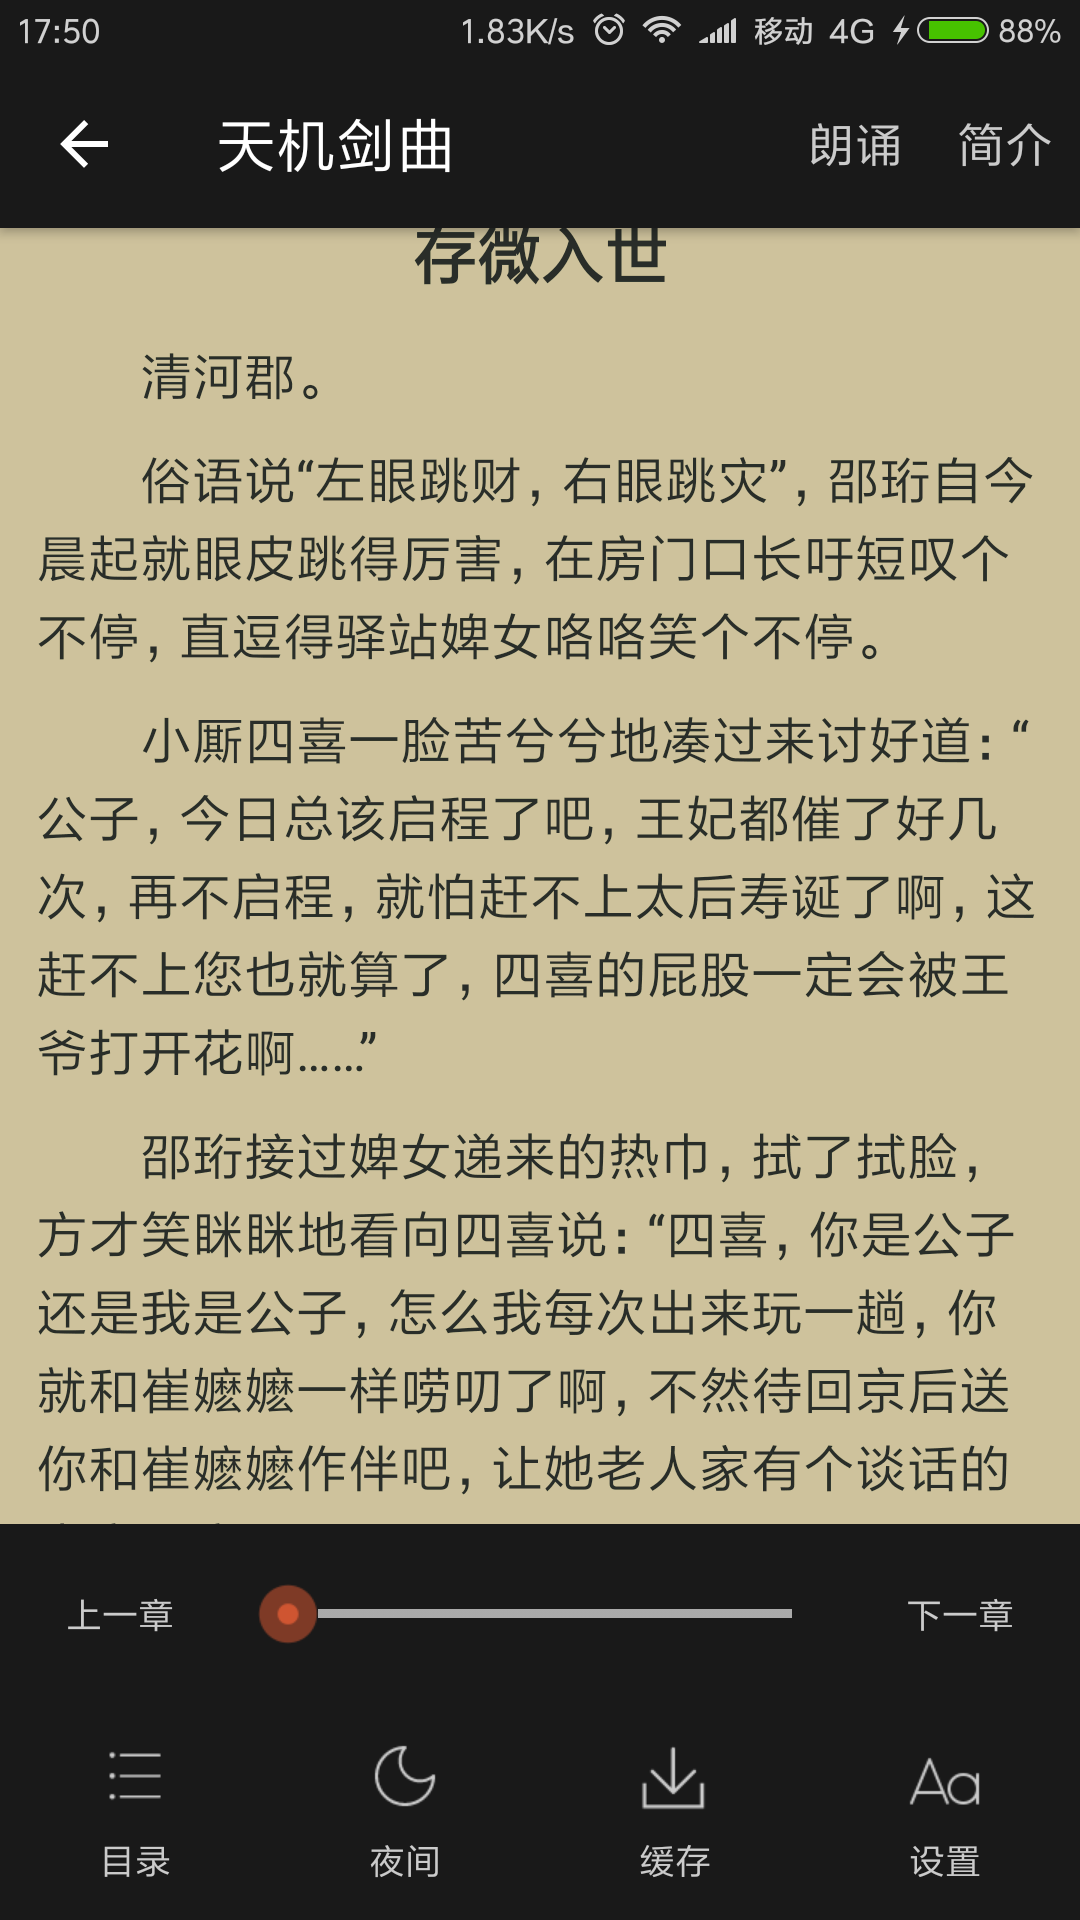 17:50 1.83K/s 移动 4G 88%
天机剑曲 朗诵 简介
存微入世
清河郡。
俗语说“左眼跳财，右眼跳灾”，邵珩自今
晨起就眼皮跳得厉害，在房门口长吁短叹个
不停，直逗得驿站婢女咯咯笑个不停。
小厮四喜一脸苦兮兮地凑过来讨好道：“
公子，今日总该启程了吧，王妃都催了好几
次，再不启程，就怕赶不上太后寿诞了啊，这
赶不上您也就算了，四喜的屁股一定会被王
爷打开花啊……”
邵珩接过婢女递来的热巾，拭了拭脸，
方才笑眯眯地看向四喜说：“四喜，你是公子
还是我是公子，怎么我每次出来玩一趟，你
就和崔嬷嬷一样唠叨了啊，不然待回京后送
你和崔嬷嬷作伴吧，让她老人家有个谈话的
上一章 下一章
目录 夜间 缓存 设置